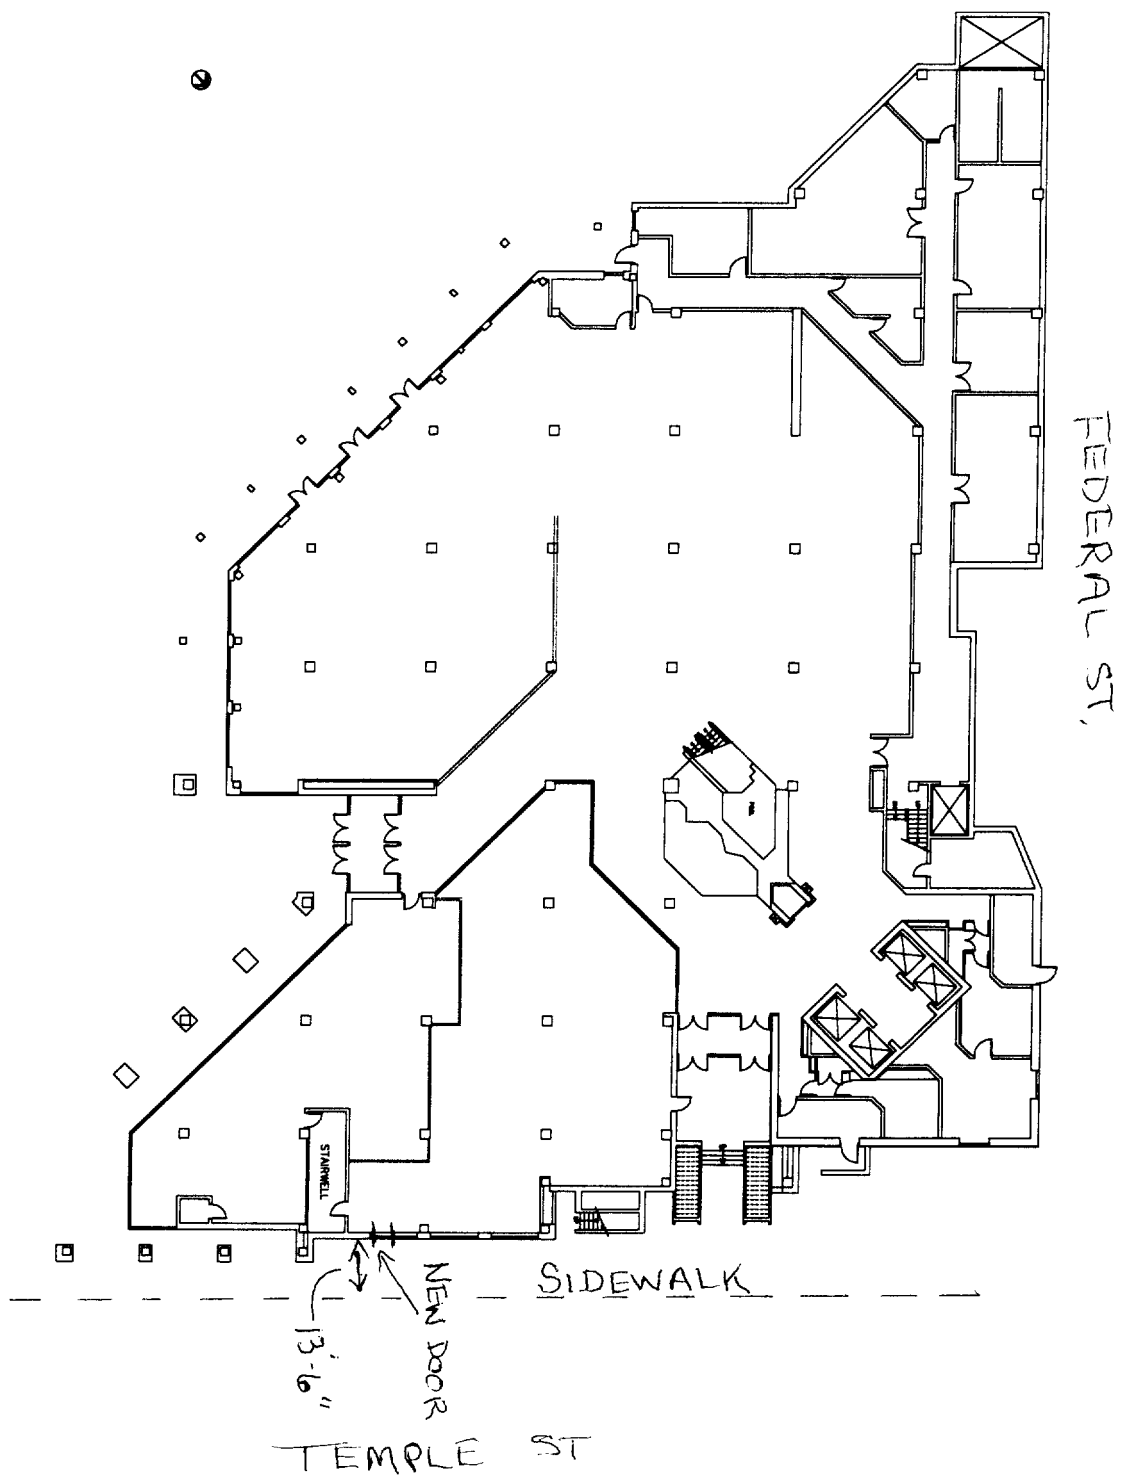 FEDERAL ST.
STAIRWELL
SIDEWALK
NEW DOOR
13'-6"
TEMPLE ST